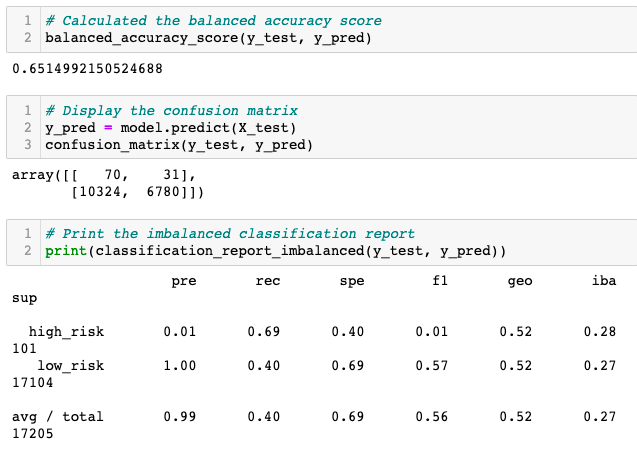 1 # Calculated the balanced accuracy score
2 balanced_accuracy_score(y_test, y_pred)
0.6514992150524688
1 # Display the confusion matrix
2 y_pred = model.predict(X_test)
3 confusion_matrix(y_test, y_pred)
array([[   70,    31],
       [10324,  6780]])
1 # Print the imbalanced classification report
2 print(classification_report_imbalanced(y_test, y_pred))
                   pre       rec       spe        f1       geo       iba
sup
  high_risk       0.01      0.69      0.40      0.01      0.52      0.28
101
   low_risk       1.00      0.40      0.69      0.57      0.52      0.27
17104
avg / total       0.99      0.40      0.69      0.56      0.52      0.27
17205